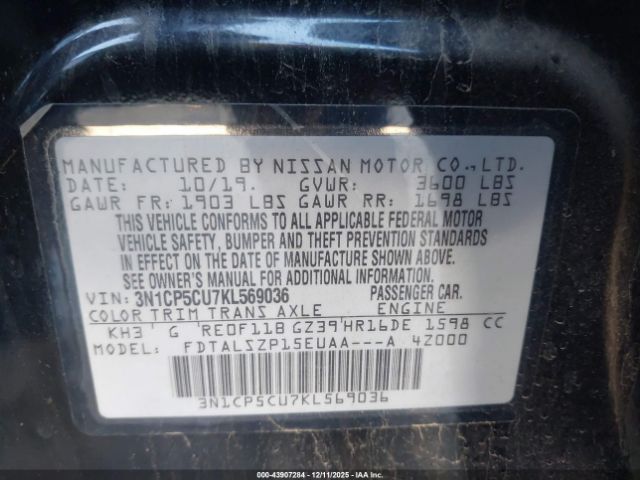 MANUFACTURED BY NISSAN MOTOR CO.,LTD.
DATE: 10/19. GVWR: 3600 LBS
GAWR FR: 1903 LBS GAWR RR: 1698 LBS
THIS VEHICLE CONFORMS TO ALL APPLICABLE FEDERAL MOTOR
VEHICLE SAFETY, BUMPER AND THEFT PREVENTION STANDARDS
IN EFFECT ON THE DATE OF MANUFACTURE SHOWN ABOVE.
SEE OWNER'S MANUAL FOR ADDITIONAL INFORMATION.
VIN: 3N1CP5CU7KL569036 PASSENGER CAR.
COLOR TRIM TRANS AXLE ENGINE
KH3 G RE0F11B GZ39 HR16DE 1598 CC
MODEL: FDTALSZP15EUAA---A 4Z000
3N1CP5CU7KL569036
000-43907284 - 12/11/2025 - IAA Inc.